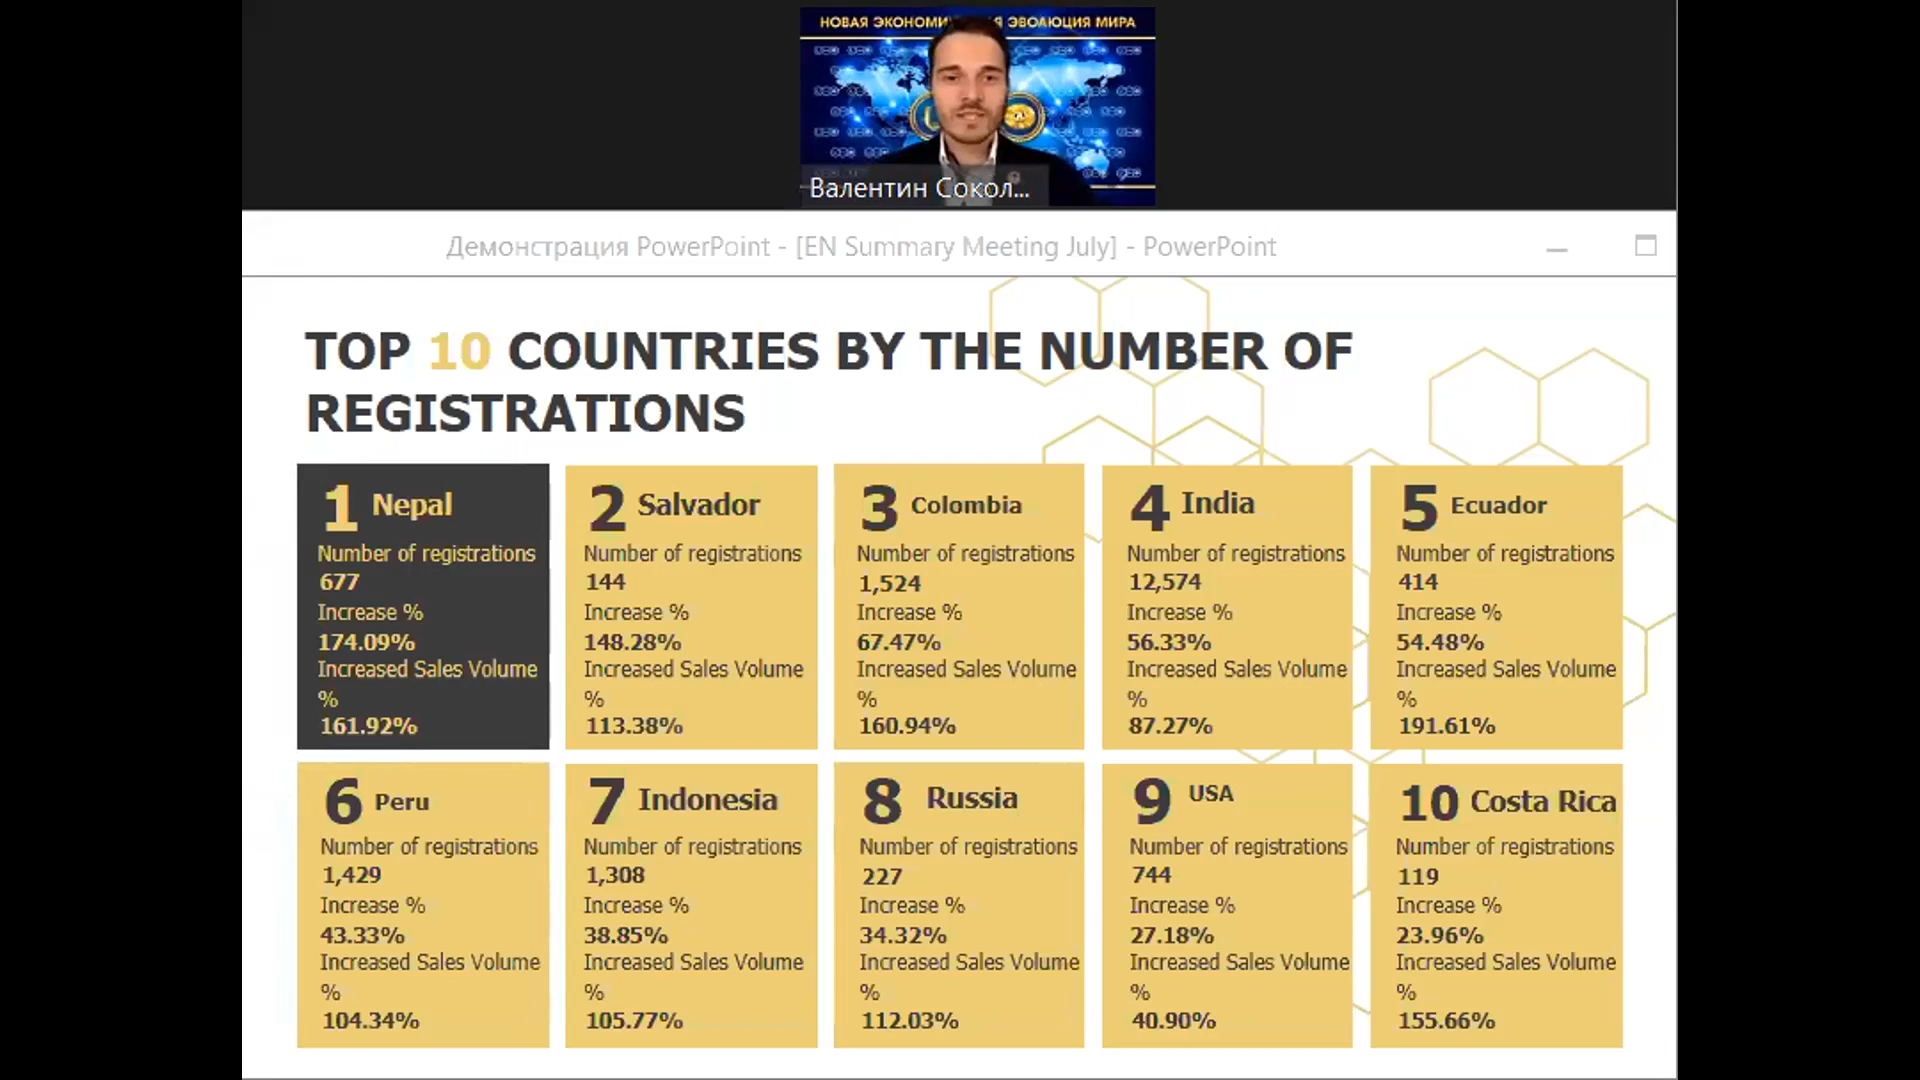 НОВАЯ ЭКОНОМИ Я ЭВОЛЮЦИЯ МИРА
Валентин Сокол...
Демонстрация PowerPoint - [EN Summary Meeting July] - PowerPoint
TOP 10 COUNTRIES BY THE NUMBER OF
REGISTRATIONS
1 Nepal
Number of registrations
677
Increase %
174.09%
Increased Sales Volume
%
161.92%
2 Salvador
Number of registrations
144
Increase %
148.28%
Increased Sales Volume
%
113.38%
3 Colombia
Number of registrations
1,524
Increase %
67.47%
Increased Sales Volume
%
160.94%
4 India
Number of registrations
12,574
Increase %
56.33%
Increased Sales Volume
%
87.27%
5 Ecuador
Number of registrations
414
Increase %
54.48%
Increased Sales Volume
%
191.61%
6 Peru
Number of registrations
1,429
Increase %
43.33%
Increased Sales Volume
%
104.34%
7 Indonesia
Number of registrations
1,308
Increase %
38.85%
Increased Sales Volume
%
105.77%
8 Russia
Number of registrations
227
Increase %
34.32%
Increased Sales Volume
%
112.03%
9 USA
Number of registrations
744
Increase %
27.18%
Increased Sales Volume
%
40.90%
10 Costa Rica
Number of registrations
119
Increase %
23.96%
Increased Sales Volume
%
155.66%